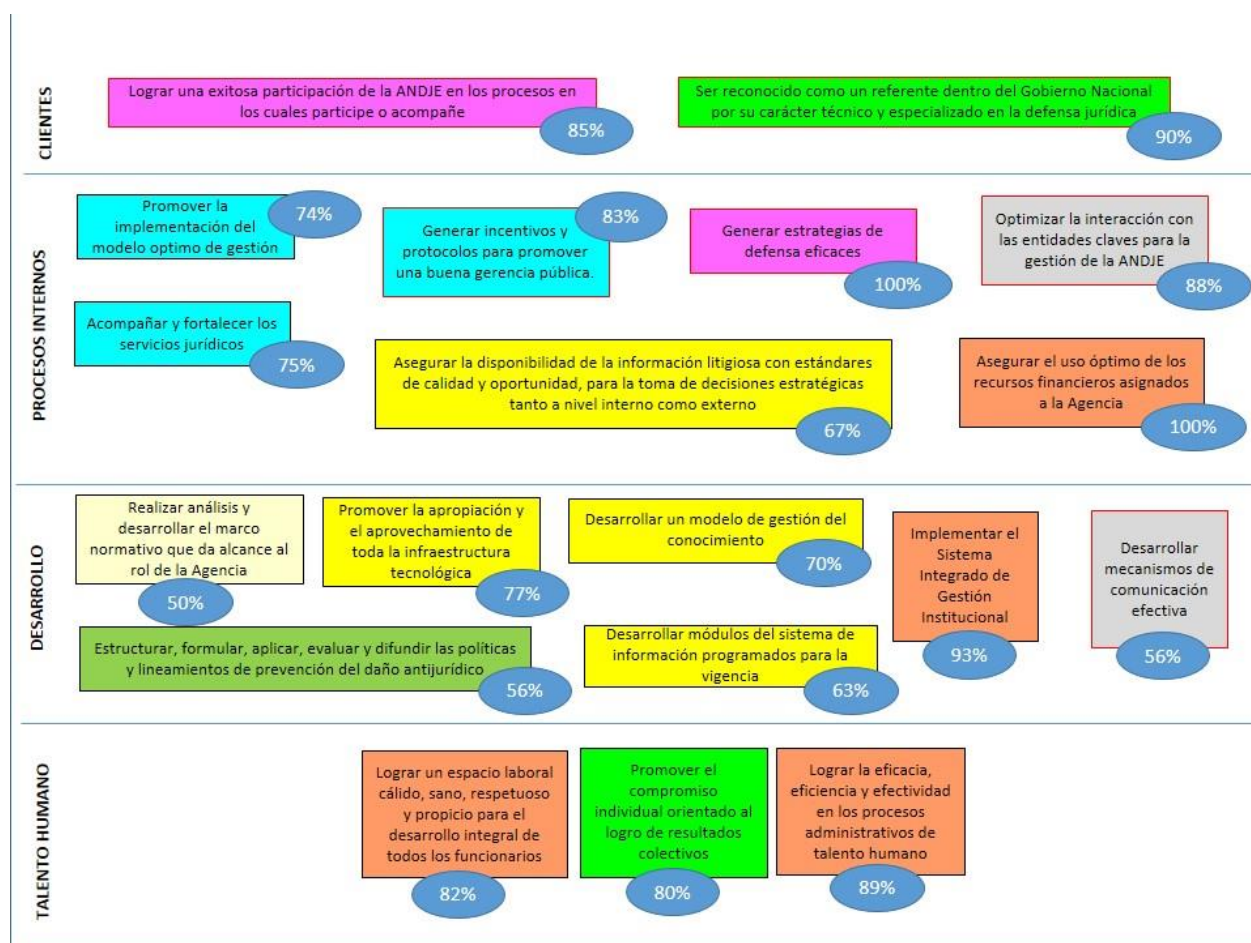 CLIENTES
Lograr una exitosa participación de la ANDJE en los procesos en
los cuales participe o acompañe
85%
Ser reconocido como un referente dentro del Gobierno Nacional
por su carácter técnico y especializado en la defensa jurídica
90%
PROCESOS INTERNOS
Promover la
implementación del
modelo optimo de gestión
74%
Generar incentivos y
protocolos para promover
una buena gerencia pública.
83%
Generar estrategias de
defensa eficaces
100%
Optimizar la interacción con
las entidades claves para la
gestión de la ANDJE
88%
Acompañar y fortalecer los
servicios jurídicos
75%
Asegurar la disponibilidad de la información litigiosa con estándares
de calidad y oportunidad, para la toma de decisiones estratégicas
tanto a nivel interno como externo
67%
Asegurar el uso óptimo de los
recursos financieros asignados
a la Agencia
100%
DESARROLLO
Realizar análisis y
desarrollar el marco
normativo que da alcance al
rol de la Agencia
50%
Promover la apropiación y
el aprovechamiento de
toda la infraestructura
tecnológica
77%
Desarrollar un modelo de gestión del
conocimiento
70%
Implementar el
Sistema
Integrado de
Gestión
Institucional
93%
Desarrollar
mecanismos de
comunicación
efectiva
56%
Estructurar, formular, aplicar, evaluar y difundir las políticas
y lineamientos de prevención del daño antijurídico
56%
Desarrollar módulos del sistema de
información programados para la
vigencia
63%
TALENTO HUMANO
Lograr un espacio laboral
cálido, sano, respetuoso
y propicio para el
desarrollo integral de
todos los funcionarios
82%
Promover el
compromiso
individual orientado al
logro de resultados
colectivos
80%
Lograr la eficacia,
eficiencia y efectividad
en los procesos
administrativos de
talento humano
89%